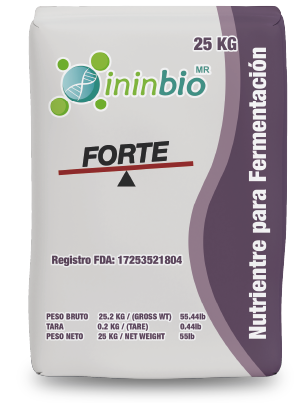 25 KG
ininbio MR
FORTE
Registro FDA: 17253521804
PESO BRUTO 25.2 KG / (GROSS WT) 55.44lb
TARA 0.2 KG / (TARE) 0.44lb
PESO NETO 25 KG / NET WEIGHT 55lb
Nutrientre para Fermentación